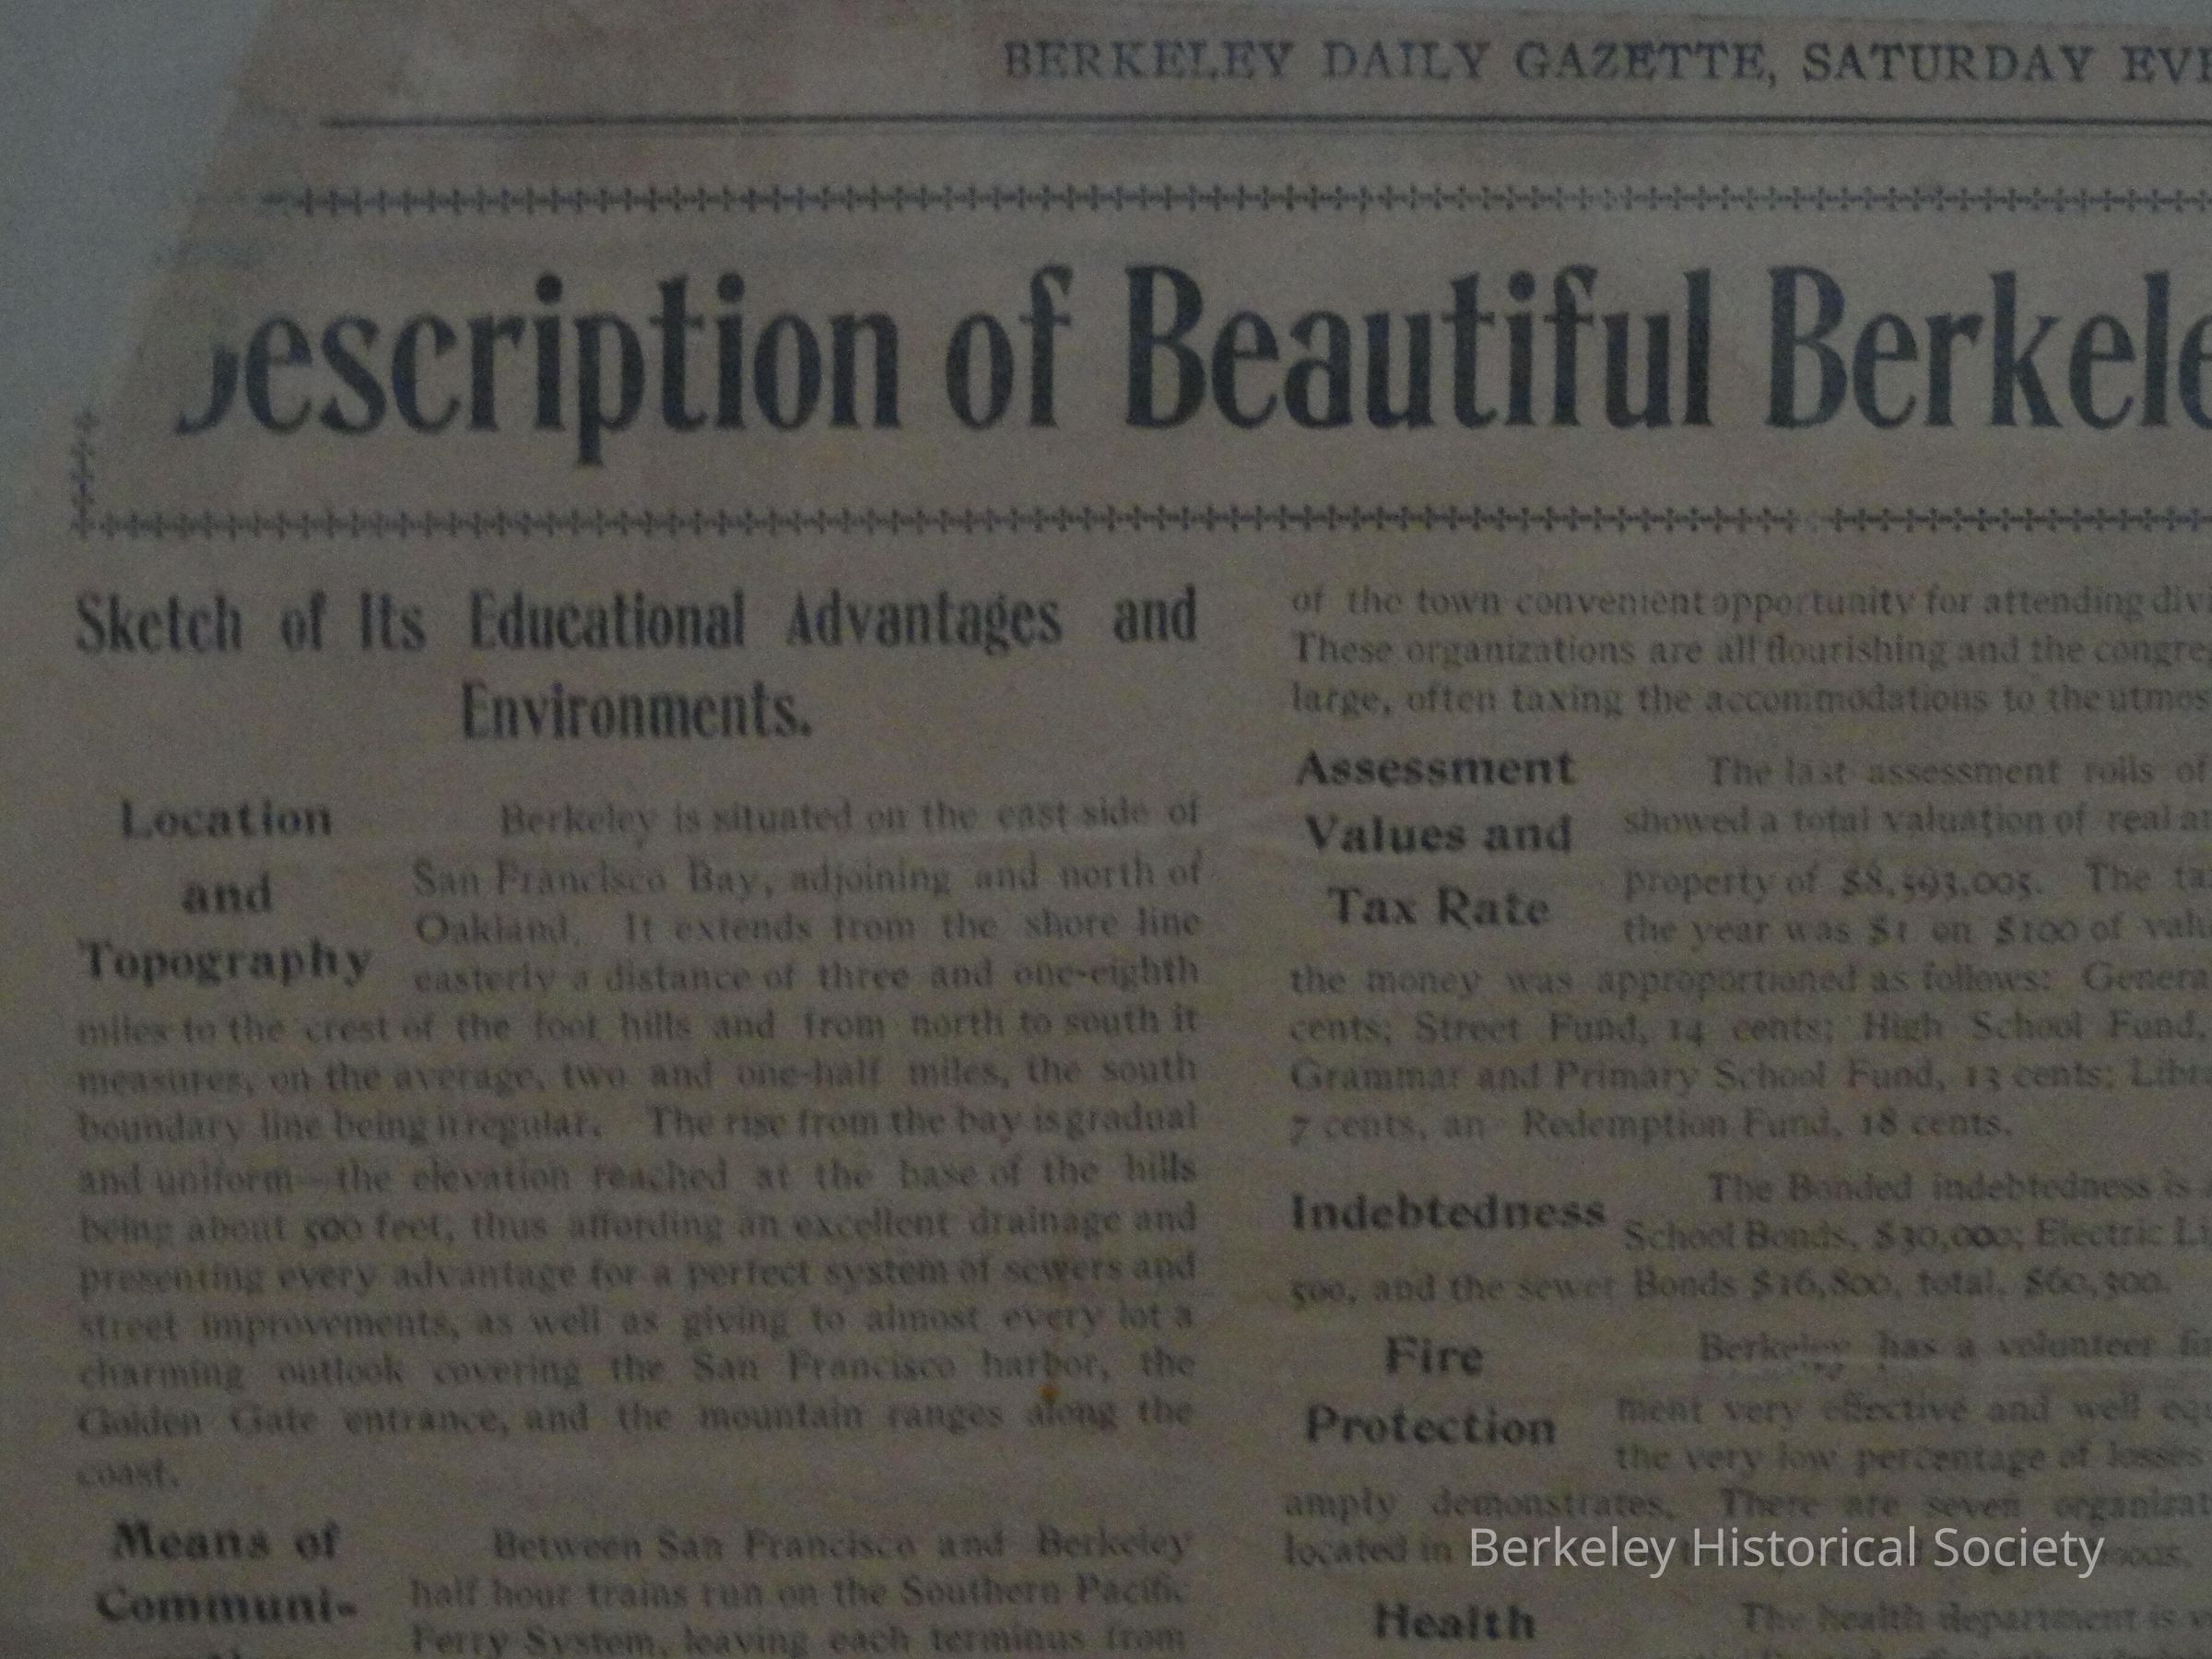 BERKELEY DAILY GAZETTE, SATURDAY EVE
Description of Beautiful Berkele
Sketch of Its Educational Advantages and
Environments.
Location
and
Topography
Berkeley is situated on the east side of
San Francisco Bay, adjoining and north of
Oakland. It extends from the shore line
easterly a distance of three and one-eighth
miles to the crest of the foot hills and from north to south it
measures, on the average, two and one-half miles, the south
boundary line being irregular. The rise from the bay is gradual
and uniform—the elevation reached at the base of the hills
being about 500 feet, thus affording an excellent drainage and
presenting every advantage for a perfect system of sewers and
street improvements, as well as giving to almost every lot a
charming outlook covering the San Francisco harbor, the
Golden Gate entrance, and the mountain ranges along the
coast.
Means of
Communi-
Between San Francisco and Berkeley
half hour trains run on the Southern Pacific
Ferry System, leaving each terminus from
of the town convenient opportunity for attending div
These organizations are all flourishing and the congre
large, often taxing the accommodations to the utmos
Assessment
Values and
Tax Rate
The last assessment rolls of
showed a total valuation of real a
property of $8,593,005. The ta
the year was $1 on $100 of valu
the money was apportioned as follows: Genera
cents; Street Fund, 14 cents; High School Fund,
Grammar and Primary School Fund, 13 cents; Libr
7 cents, an Redemption Fund, 18 cents.
Indebtedness
The Bonded indebtedness is
School Bonds, $30,000; Electric Li
500, and the sewer Bonds $16,800, total, $60,300.
Fire
Protection
Berkeley has a volunteer fi
ment very effective and well equ
the very low percentage of losses
amply demonstrates. There are seven organizat
located in
Berkeley Historical Society
Health
The health department is